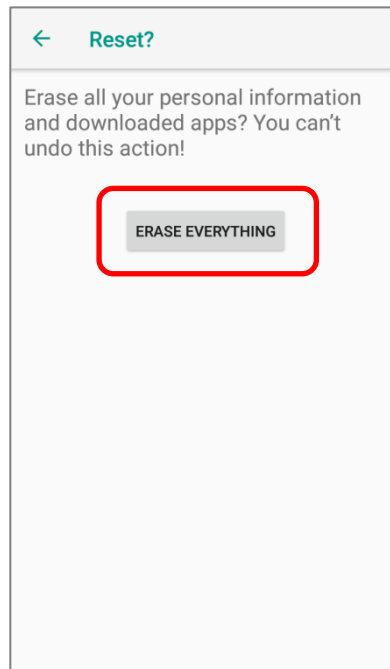 Reset?
Erase all your personal information
and downloaded apps? You can't
undo this action!
ERASE EVERYTHING